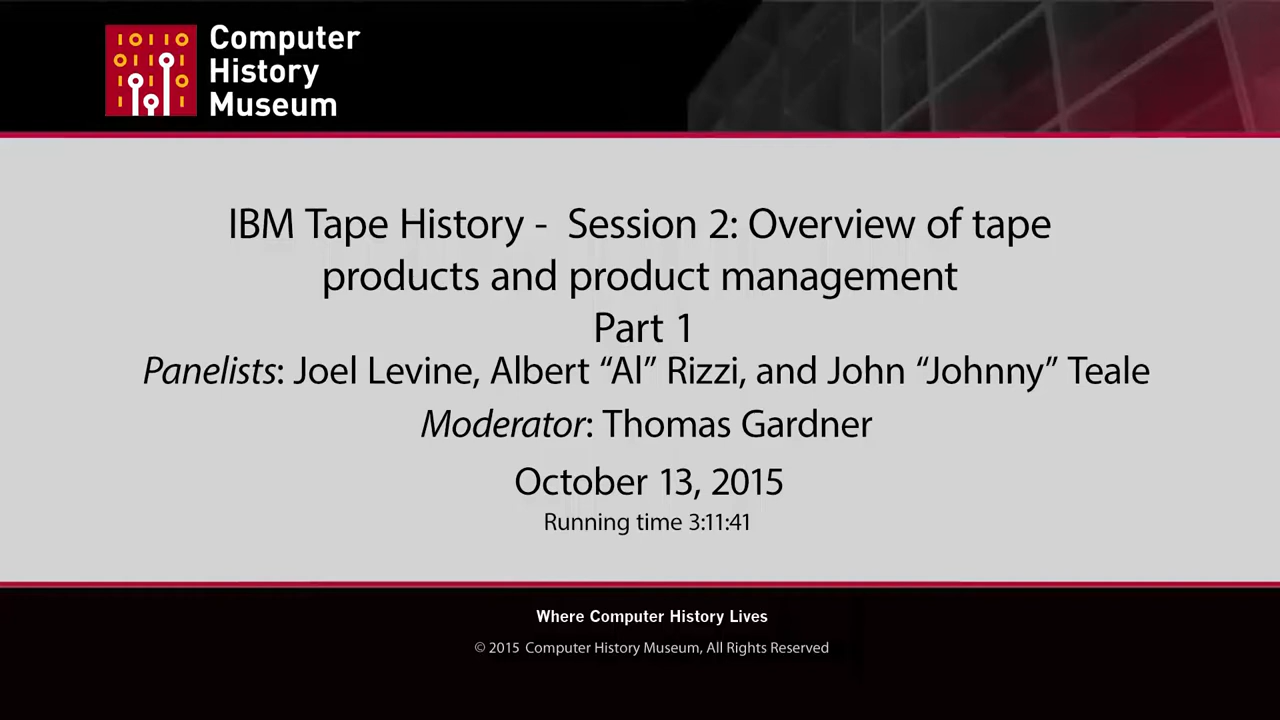 Computer
History
Museum
IBM Tape History - Session 2: Overview of tape
products and product management
Part 1
Panelists: Joel Levine, Albert “Al” Rizzi, and John “Johnny” Teale
Moderator: Thomas Gardner
October 13, 2015
Running time 3:11:41
Where Computer History Lives
© 2015 Computer History Museum, All Rights Reserved